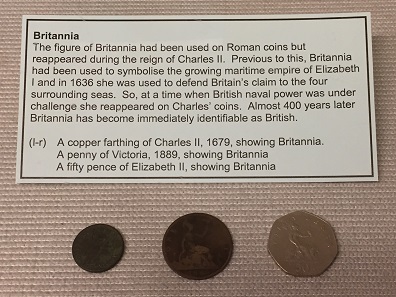 Britannia
The figure of Britannia had been used on Roman coins but
reappeared during the reign of Charles II.  Previous to this, Britannia
had been used to symbolise the growing maritime empire of Elizabeth
I and in 1636 she was used to defend Britain's claim to the four
surrounding seas.  So, at a time when British naval power was under
challenge she reappeared on Charles' coins.  Almost 400 years later
Britannia has become immediately identifiable as British.
(l-r) A copper farthing of Charles II, 1679, showing Britannia.
A penny of Victoria, 1889, showing Britannia
A fifty pence of Elizabeth II, showing Britannia